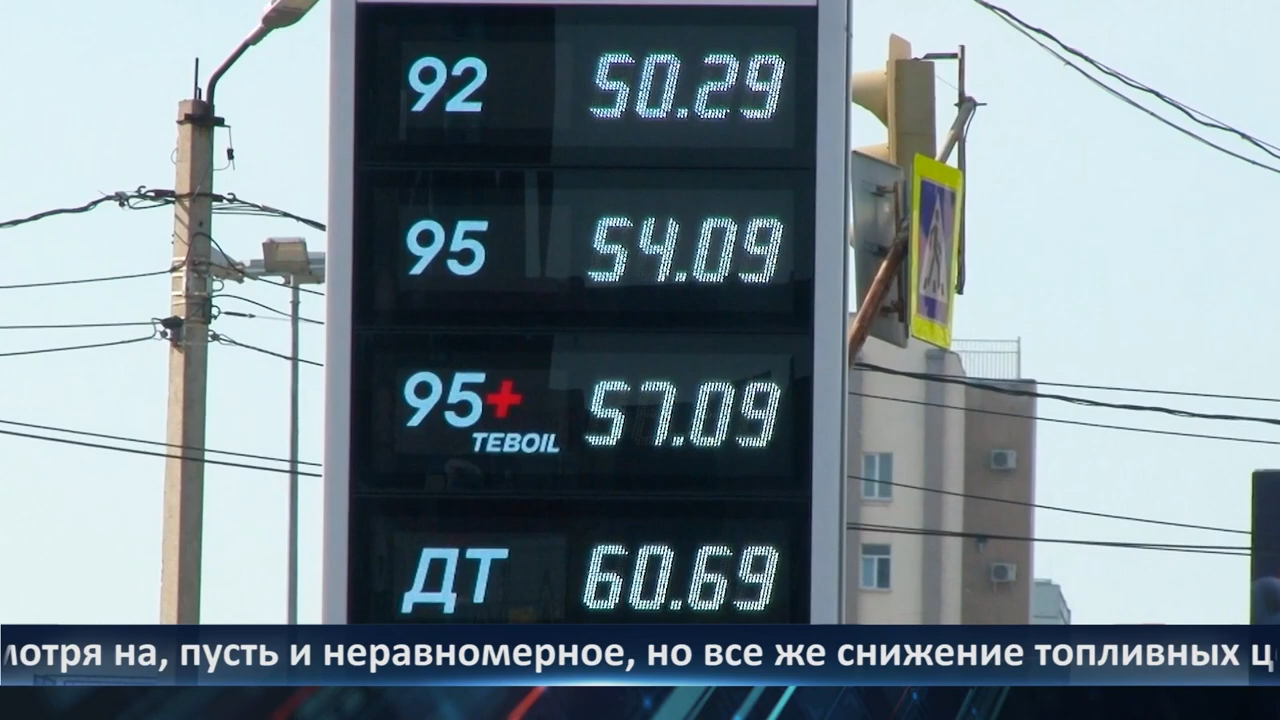 92 50.29
95 54.09
95+ 57.09
TEBOIL
ДТ 60.69
на, пусть и неравномерное, но все же снижение топливных